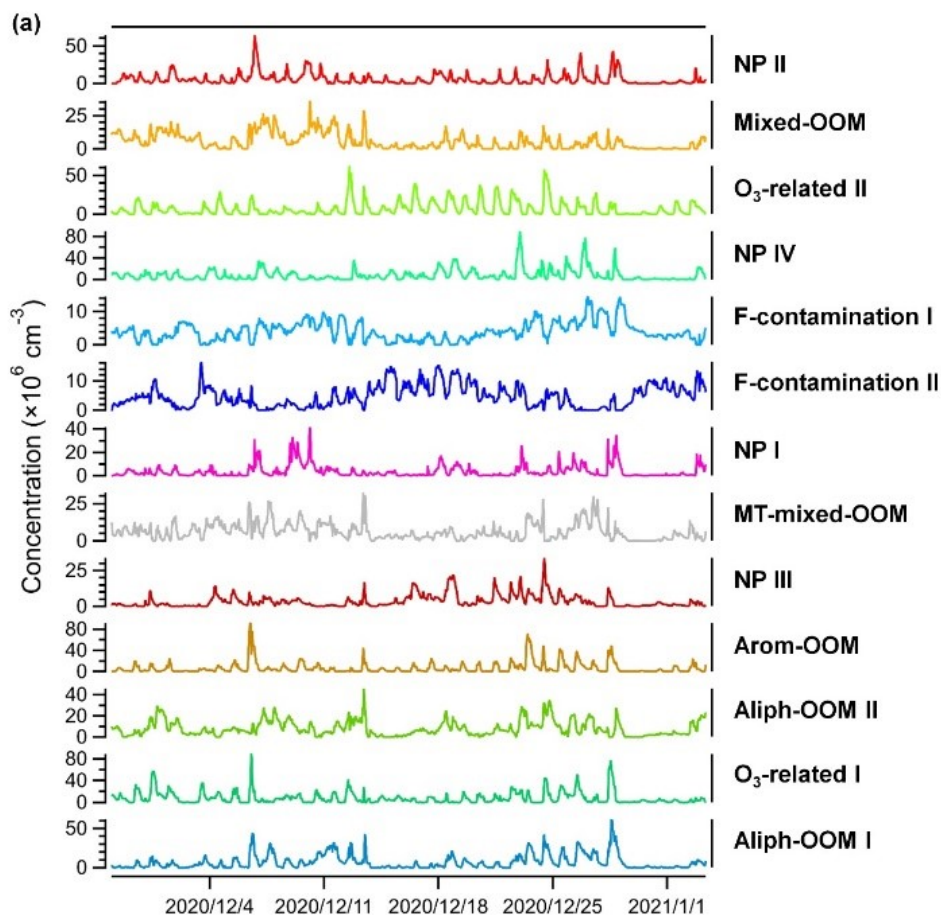 (a)
Concentration (×10⁶ cm⁻³)
50
0
NP II
25
0
Mixed-OOM
50
0
O₃-related II
80
40
0
NP IV
10
0
F-contamination I
10
0
F-contamination II
40
20
0
NP I
25
0
MT-mixed-OOM
25
0
NP III
80
40
0
Arom-OOM
40
20
0
Aliph-OOM II
80
40
0
O₃-related I
50
0
Aliph-OOM I
2020/12/4 2020/12/11 2020/12/18 2020/12/25 2021/1/1